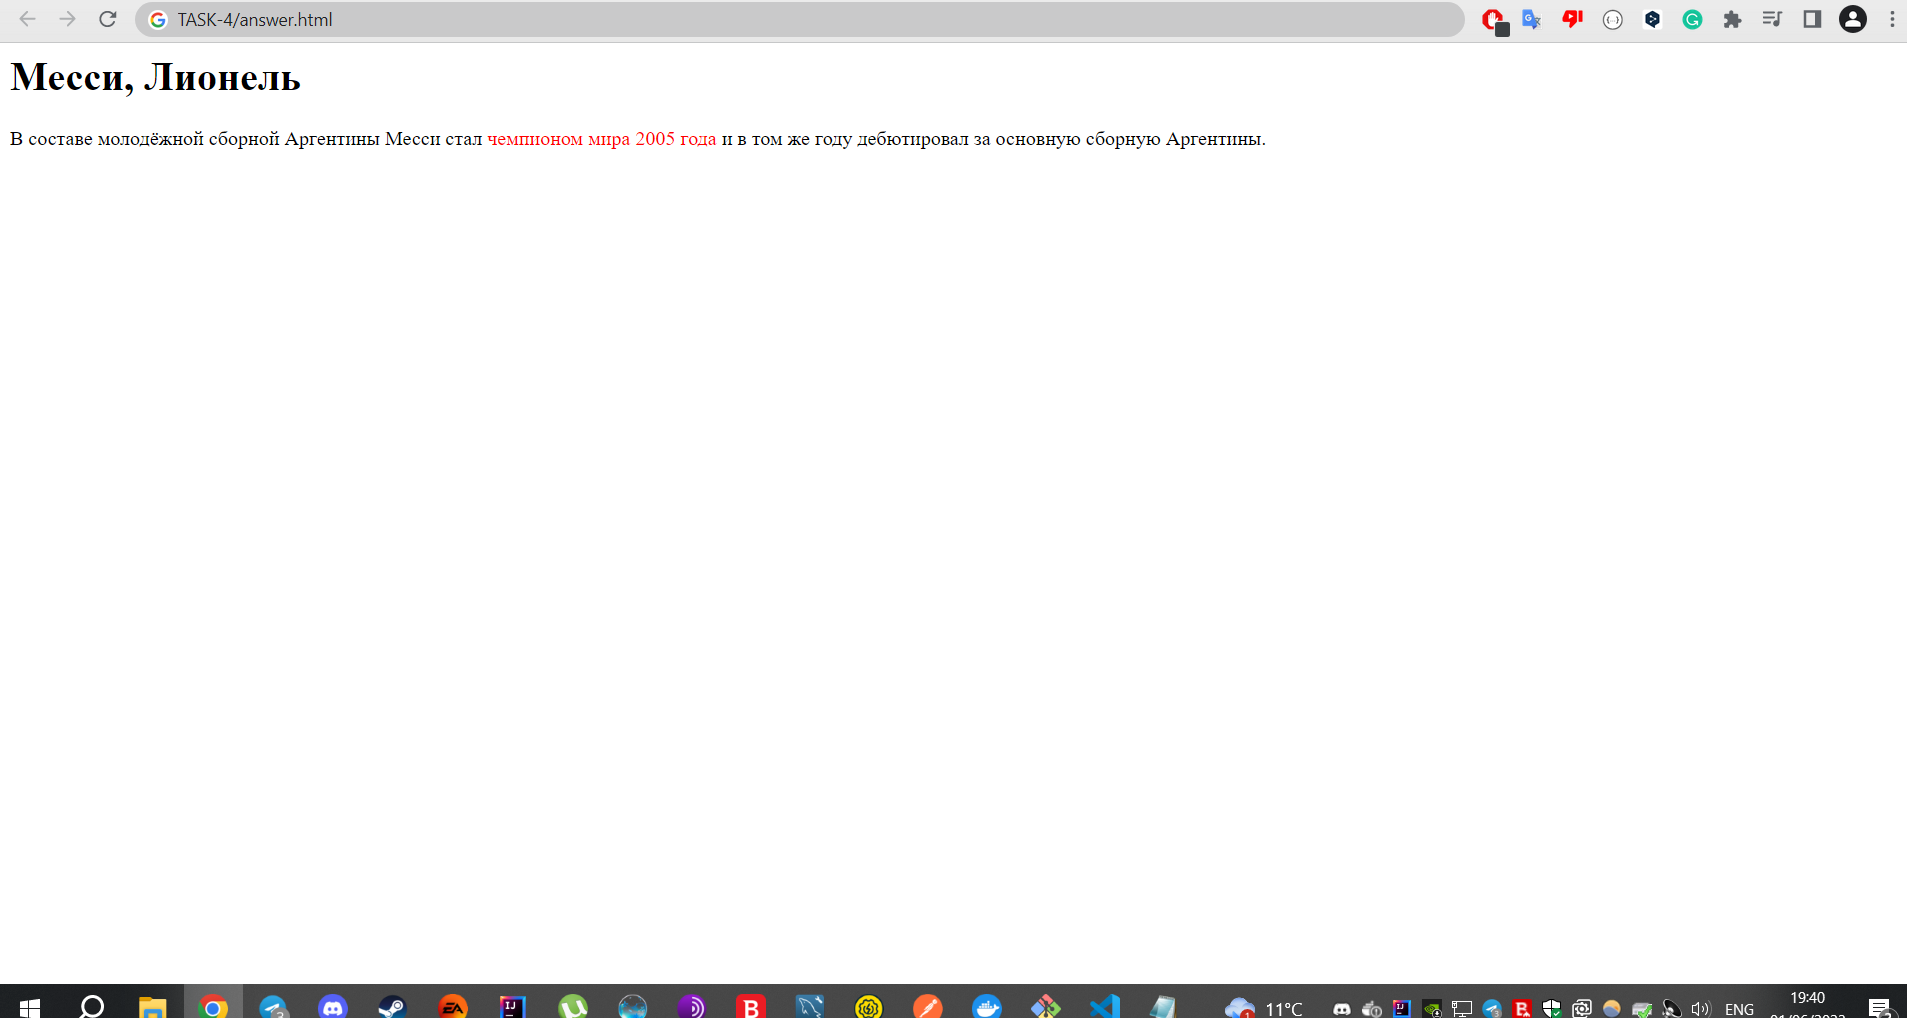 TASK-4/answer.html
Месси, Лионель
В составе молодёжной сборной Аргентины Месси стал чемпионом мира 2005 года и в том же году дебютировал за основную сборную Аргентины.
11°C
ENG
19:40